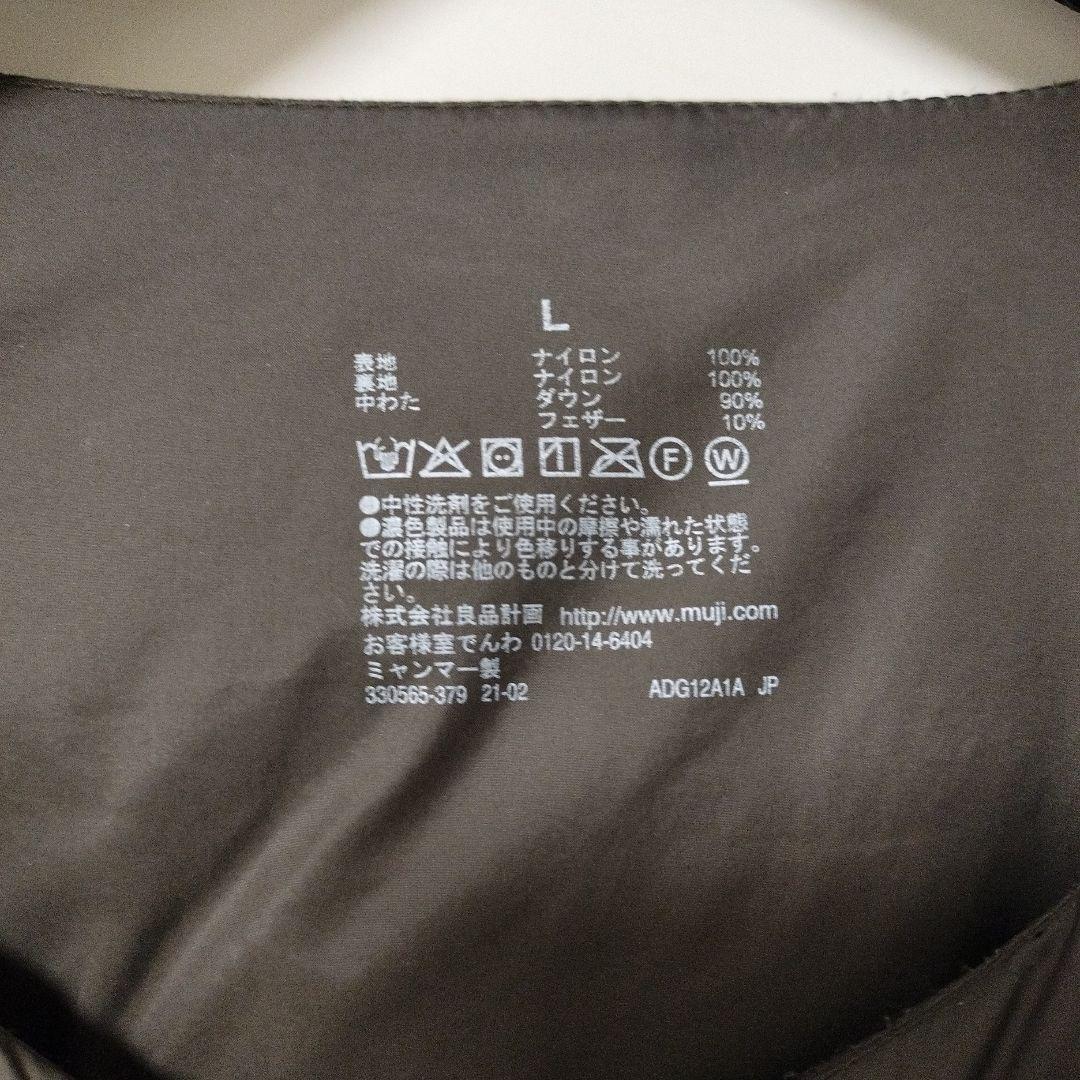 L
表地 ナイロン 100%
裏地 ナイロン 100%
中わた ダウン 90%
フェザー 10%
F W
●中性洗剤をご使用ください。
●濃色製品は使用中の摩擦や濡れた状態
での接触により色移りする事があります。
洗濯の際は他のものと分けて洗ってくだ
さい。
株式会社良品計画 http://www.muji.com
お客様室でんわ 0120-14-6404
ミャンマー製
330565-379 21-02 ADG12A1A JP